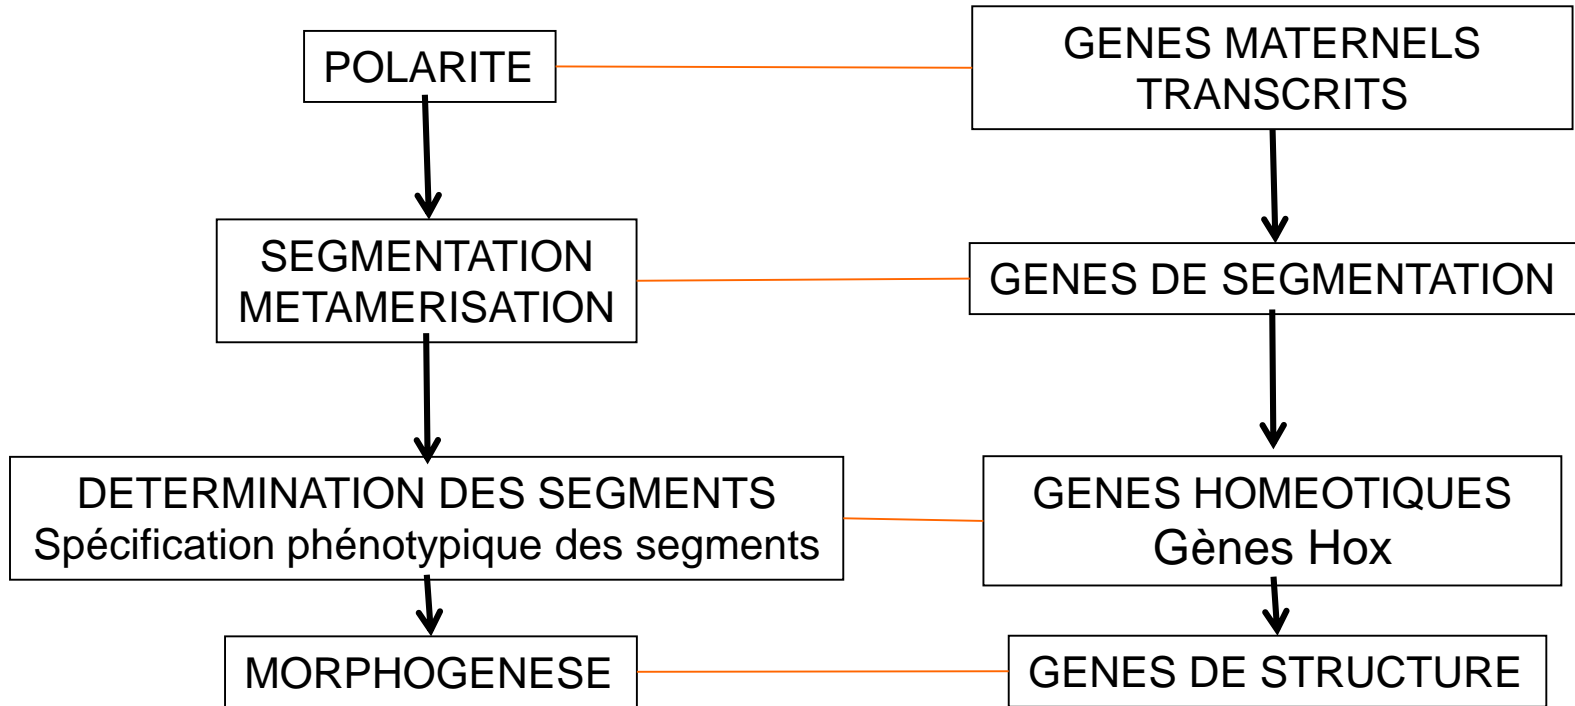 POLARITE
GENES MATERNELS
TRANSCRITS
SEGMENTATION
METAMERISATION
GENES DE SEGMENTATION
DETERMINATION DES SEGMENTS
Spécification phénotypique des segments
GENES HOMEOTIQUES
Gènes Hox
MORPHOGENESE
GENES DE STRUCTURE